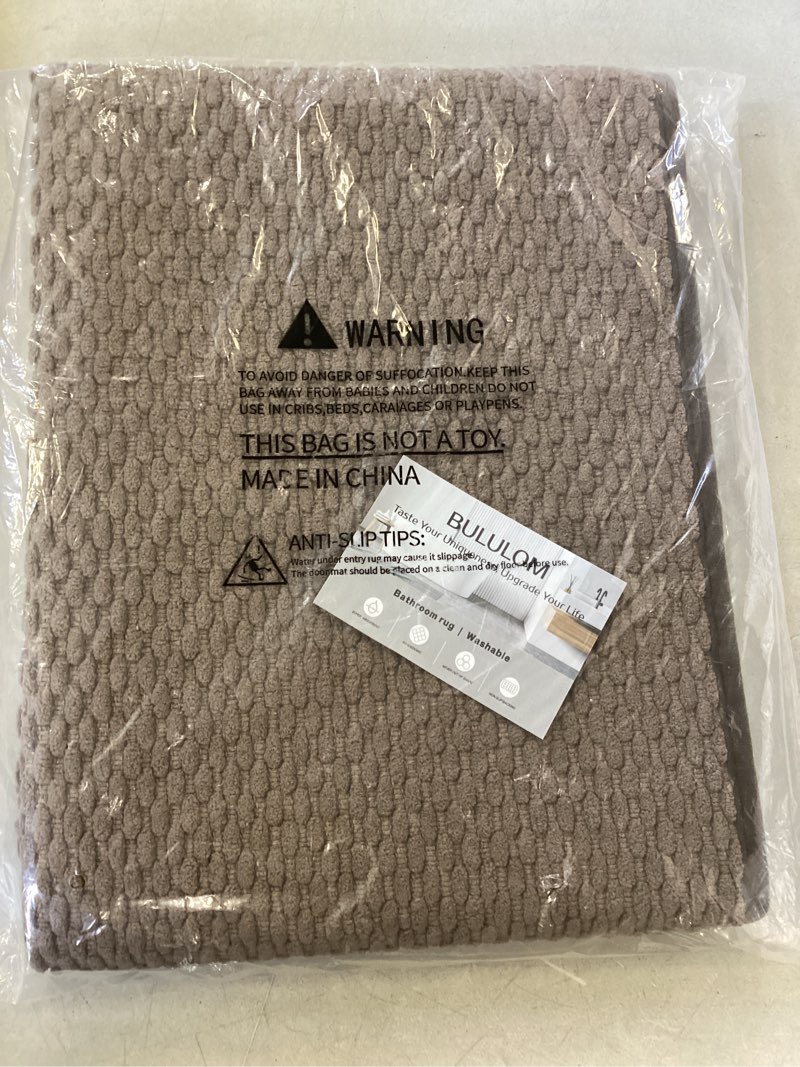 WARNING
TO AVOID DANGER OF SUFFOCATION.KEEP THIS
BAG AWAY FROM BABIES AND CHILDREN DO NOT
USE IN CRIBS,BEDS,CARAIAGES OR PLAYPENS.
THIS BAG IS NOT A TOY.
MADE IN CHINA
ANTI-SLIP TIPS:
Water under entry rug may cause it slippage.
The doormat should be placed on a clean and dry floor before use.
BULULOM
Taste Your Uniqueness Upgrade Your Life
Bathroom rug | Washable